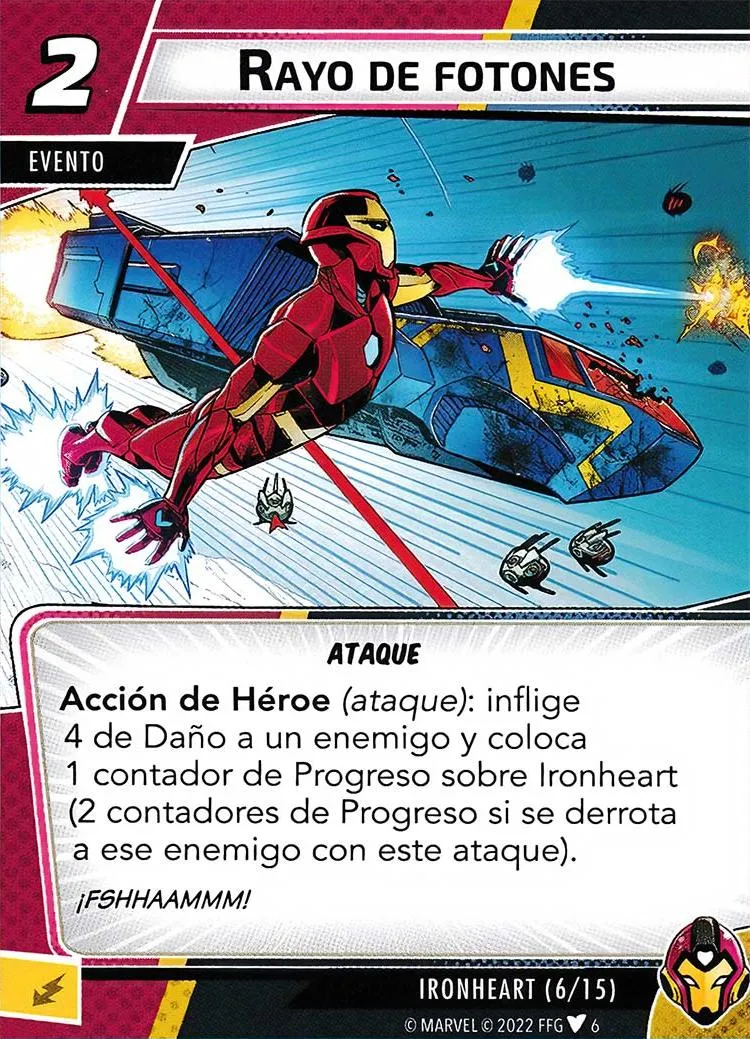 2
RAYO DE FOTONES
EVENTO
ATAQUE
Acción de Héroe (ataque): inflige
4 de Daño a un enemigo y coloca
1 contador de Progreso sobre Ironheart
(2 contadores de Progreso si se derrota
a ese enemigo con este ataque).
¡FSHHAAMMM!
IRONHEART (6/15)
© MARVEL © 2022 FFG 6